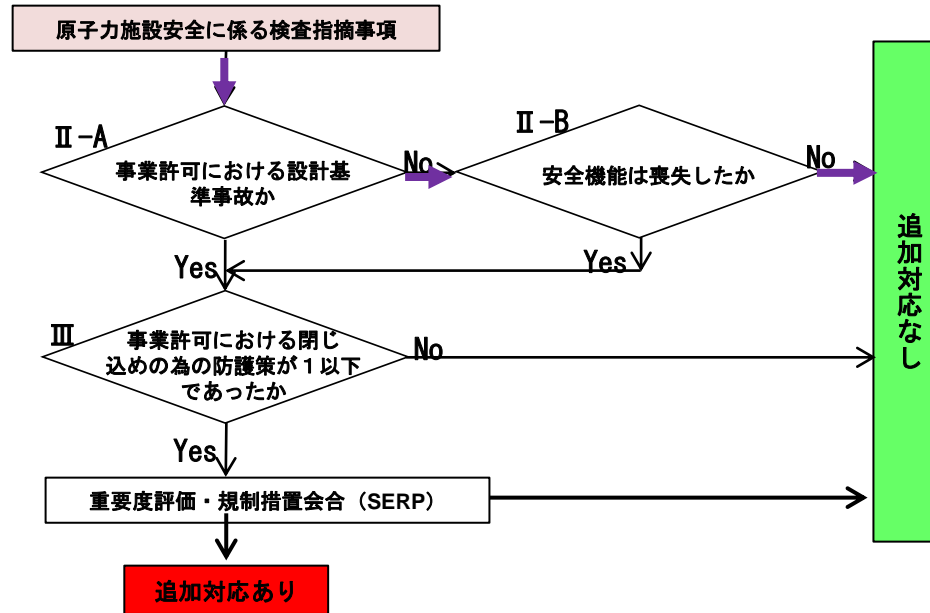 原子力施設安全に係る検査指摘事項
Ⅱ-A
事業許可における設計基
準事故か
No
Ⅱ-B
安全機能は喪失したか
No
追加対応なし
Yes
Yes
Ⅲ
事業許可における閉じ
込めの為の防護策が１以下
であったか
No
Yes
重要度評価・規制措置会合（SERP）
追加対応あり